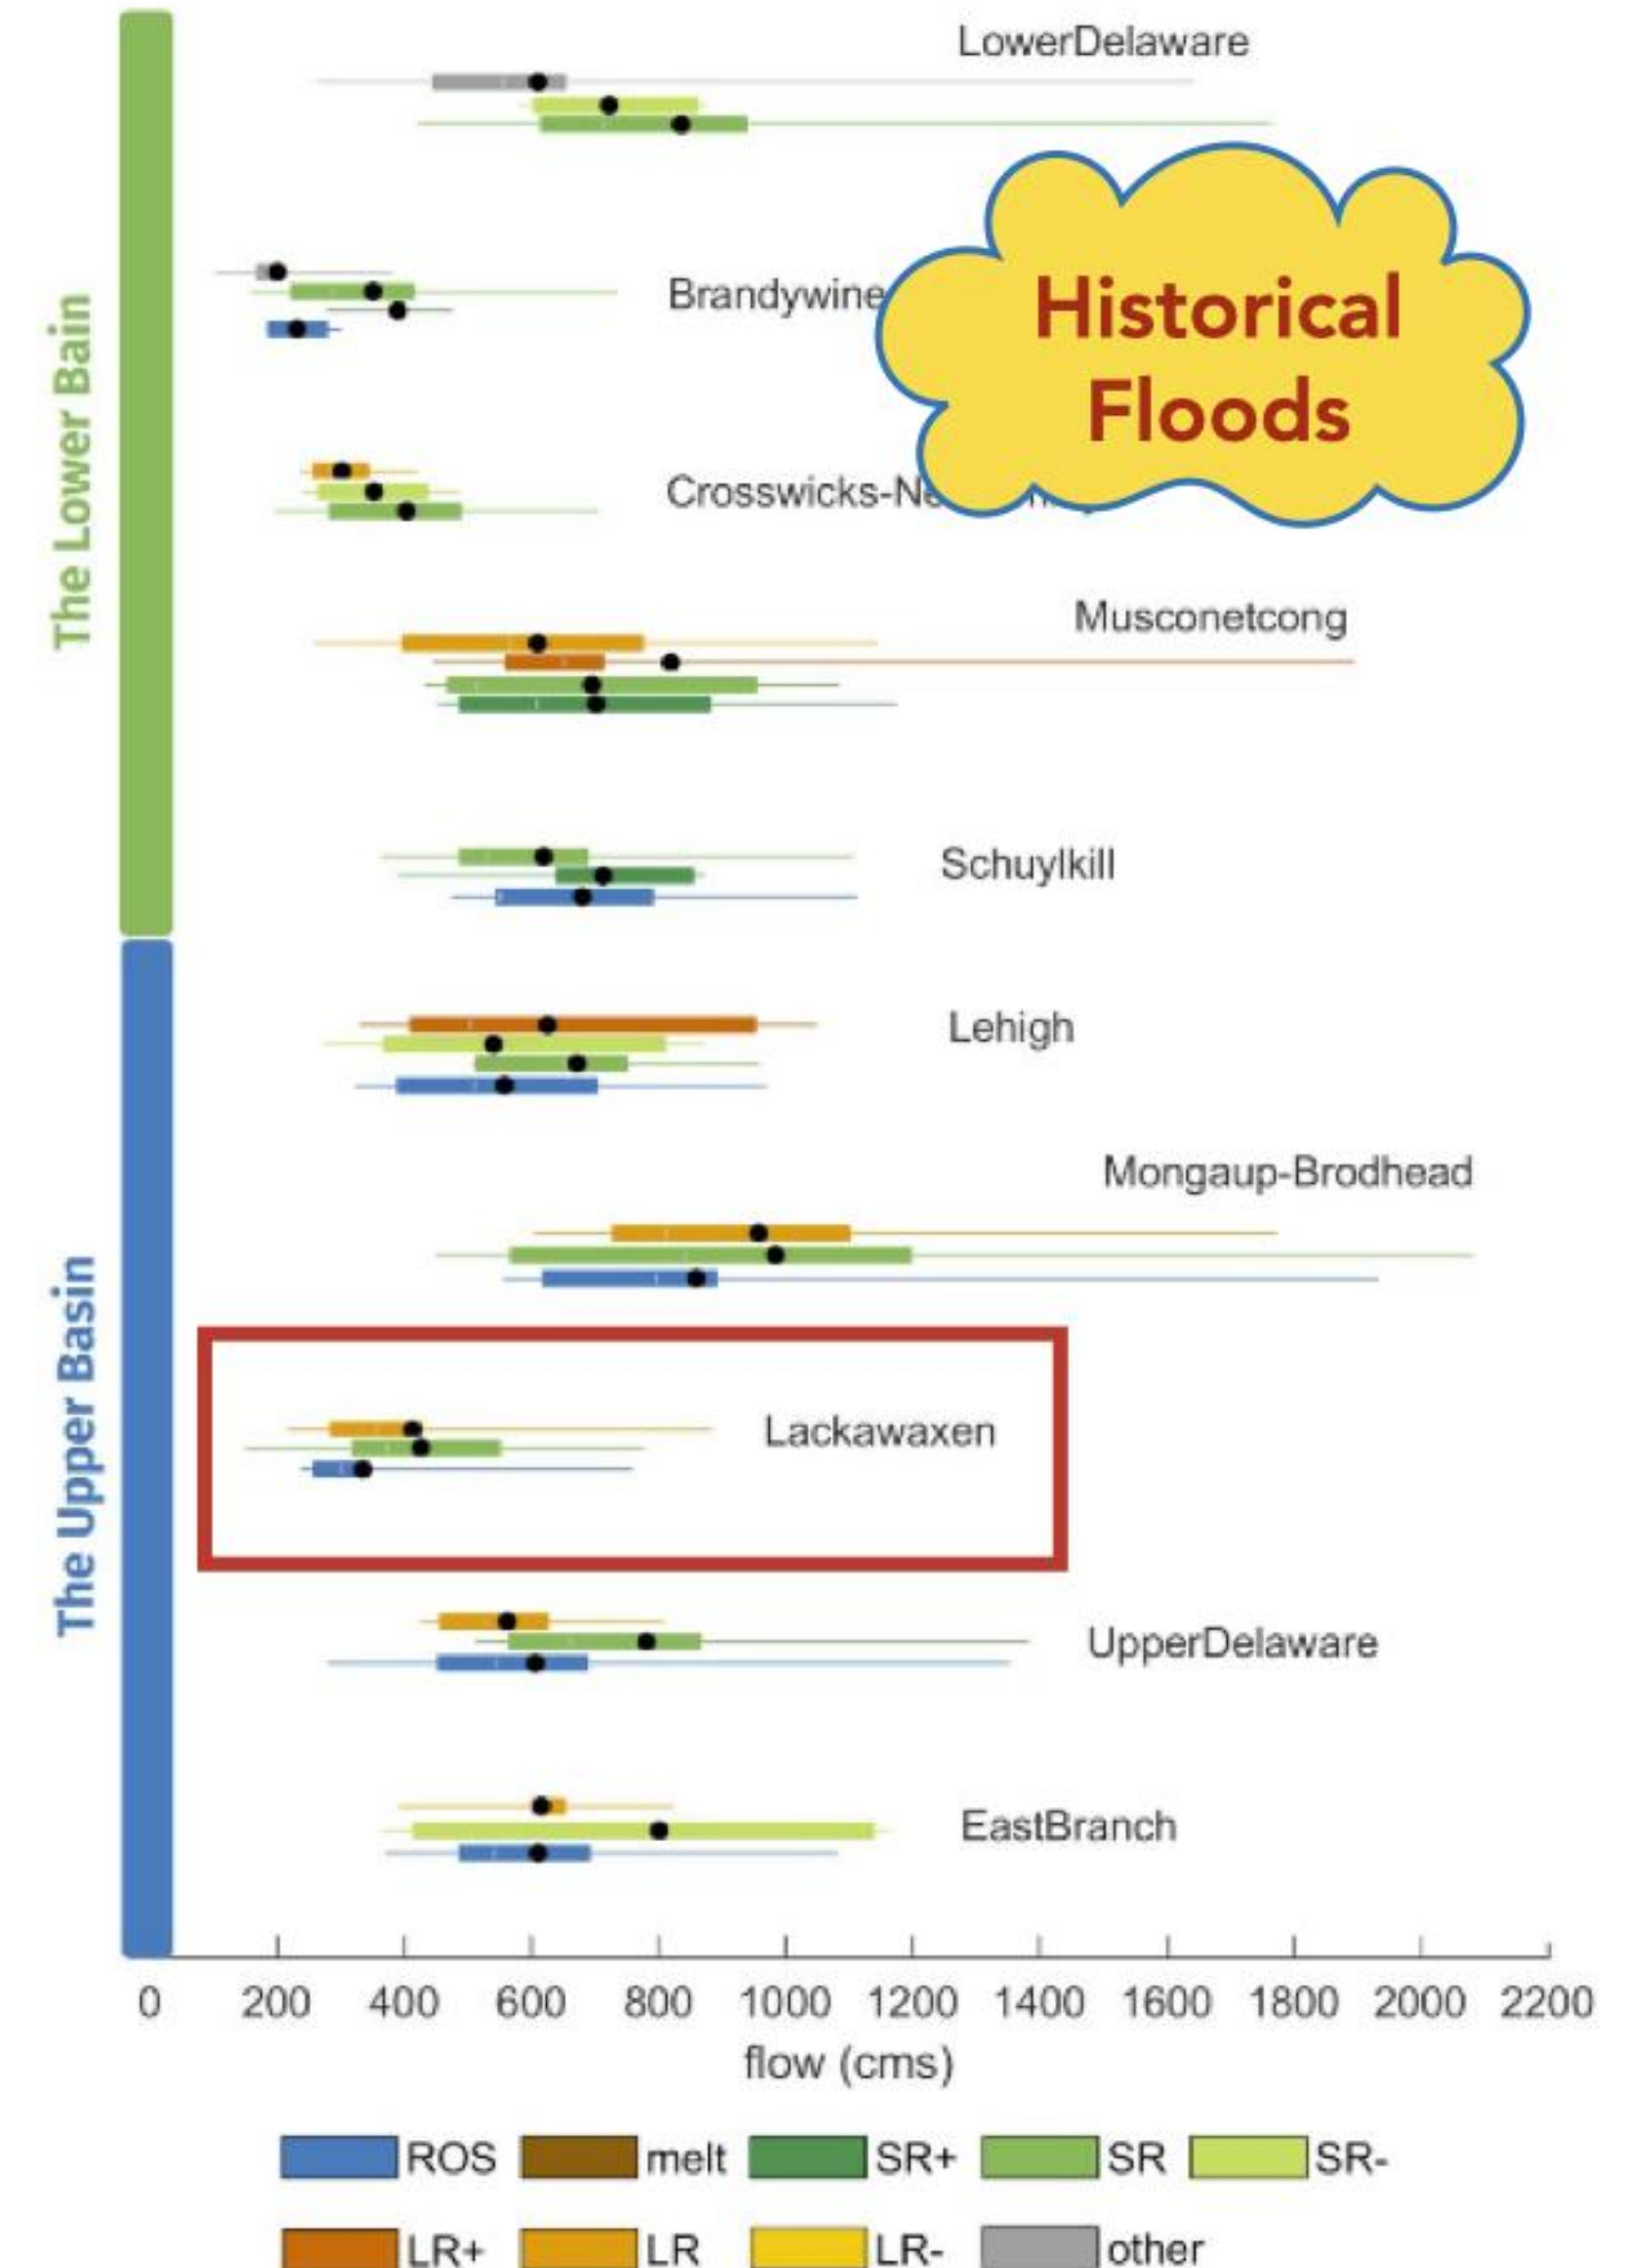 LowerDelaware
The Lower Bain
Brandywine
Historical
Floods
Crosswicks-Ne
Musconetcong
Schuylkill
The Upper Basin
Lehigh
Mongaup-Brodhead
Lackawaxen
UpperDelaware
EastBranch
0 200 400 600 800 1000 1200 1400 1600 1800 2000 2200
flow (cms)
ROS melt SR+ SR SR-
LR+ LR LR- other